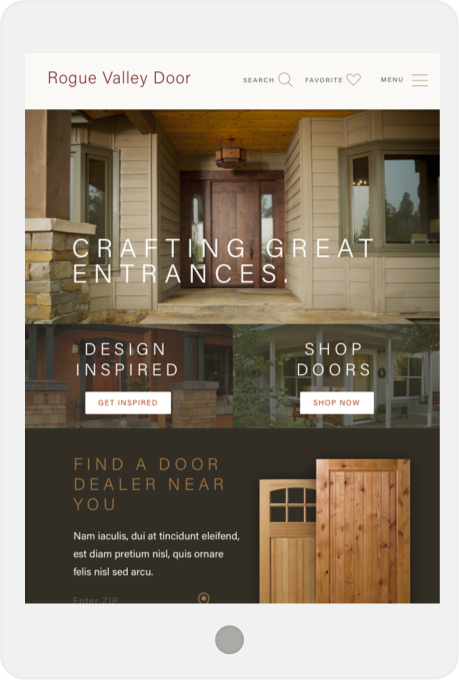 Rogue Valley Door
SEARCH
FAVORITE
MENU
CRAFTING GREAT
ENTRANCES.
DESIGN
INSPIRED
GET INSPIRED
SHOP
DOORS
SHOP NOW
FIND A DOOR
DEALER NEAR
YOU
Nam iaculis, dui at tincidunt eleifend,
est diam pretium nisl, quis ornare
felis nisl sed arcu.
Enter ZIP